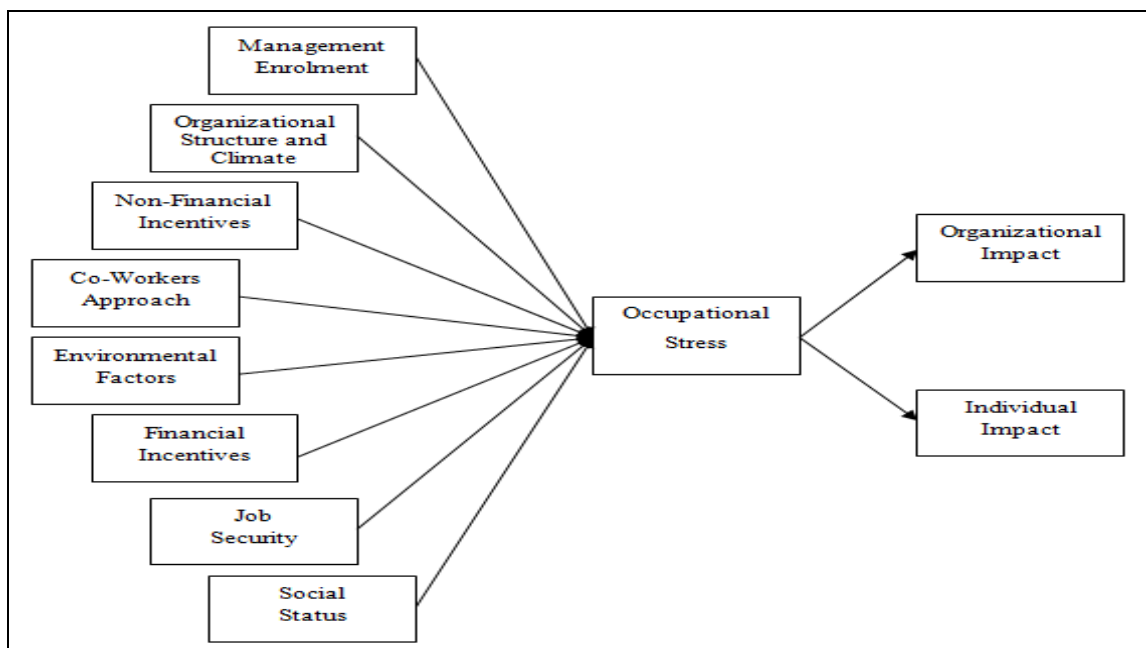 Management
Enrolment
Organizational
Structure and
Climate
Non-Financial
Incentives
Co-Workers
Approach
Environmental
Factors
Financial
Incentives
Job
Security
Social
Status
Occupational
Stress
Organizational
Impact
Individual
Impact